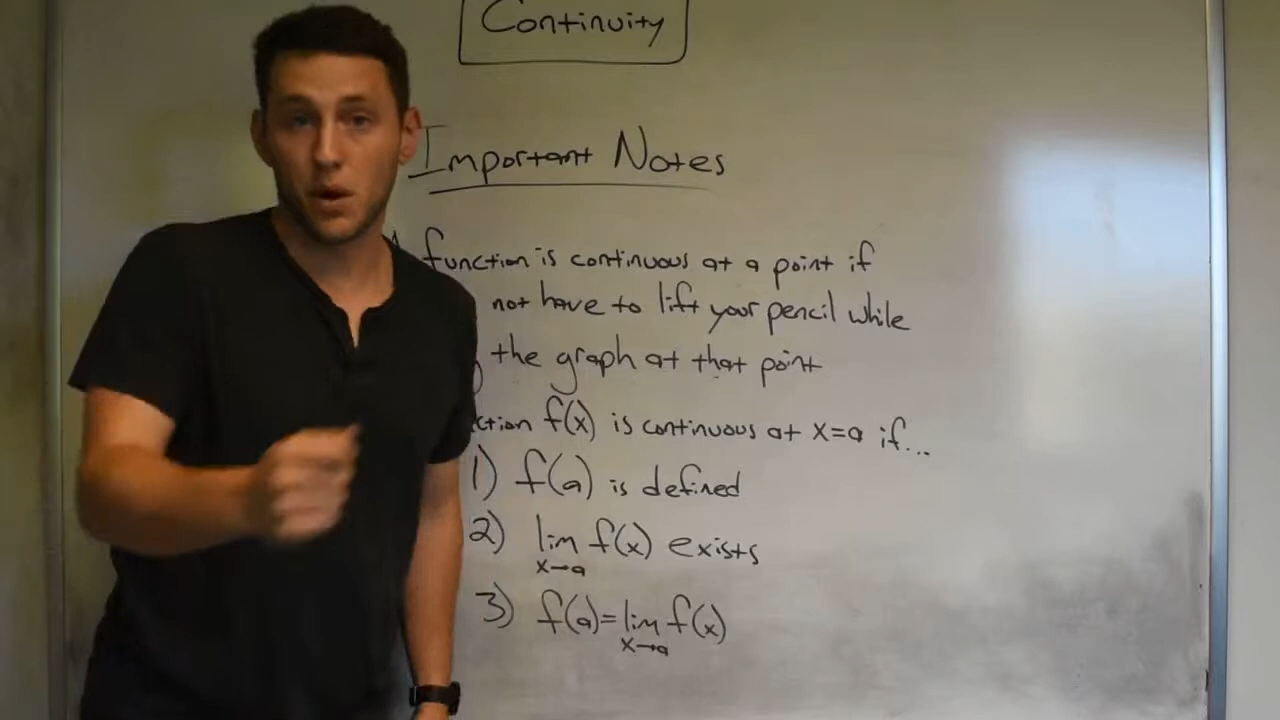 Continuity
Important Notes
A function is continuous at a point if
not have to lift your pencil while
the graph at that point
ction f(x) is continuous at x=a if...
1) f(a) is defined
2) lim f(x) exists
x→a
3) f(a)=lim f(x)
x→a